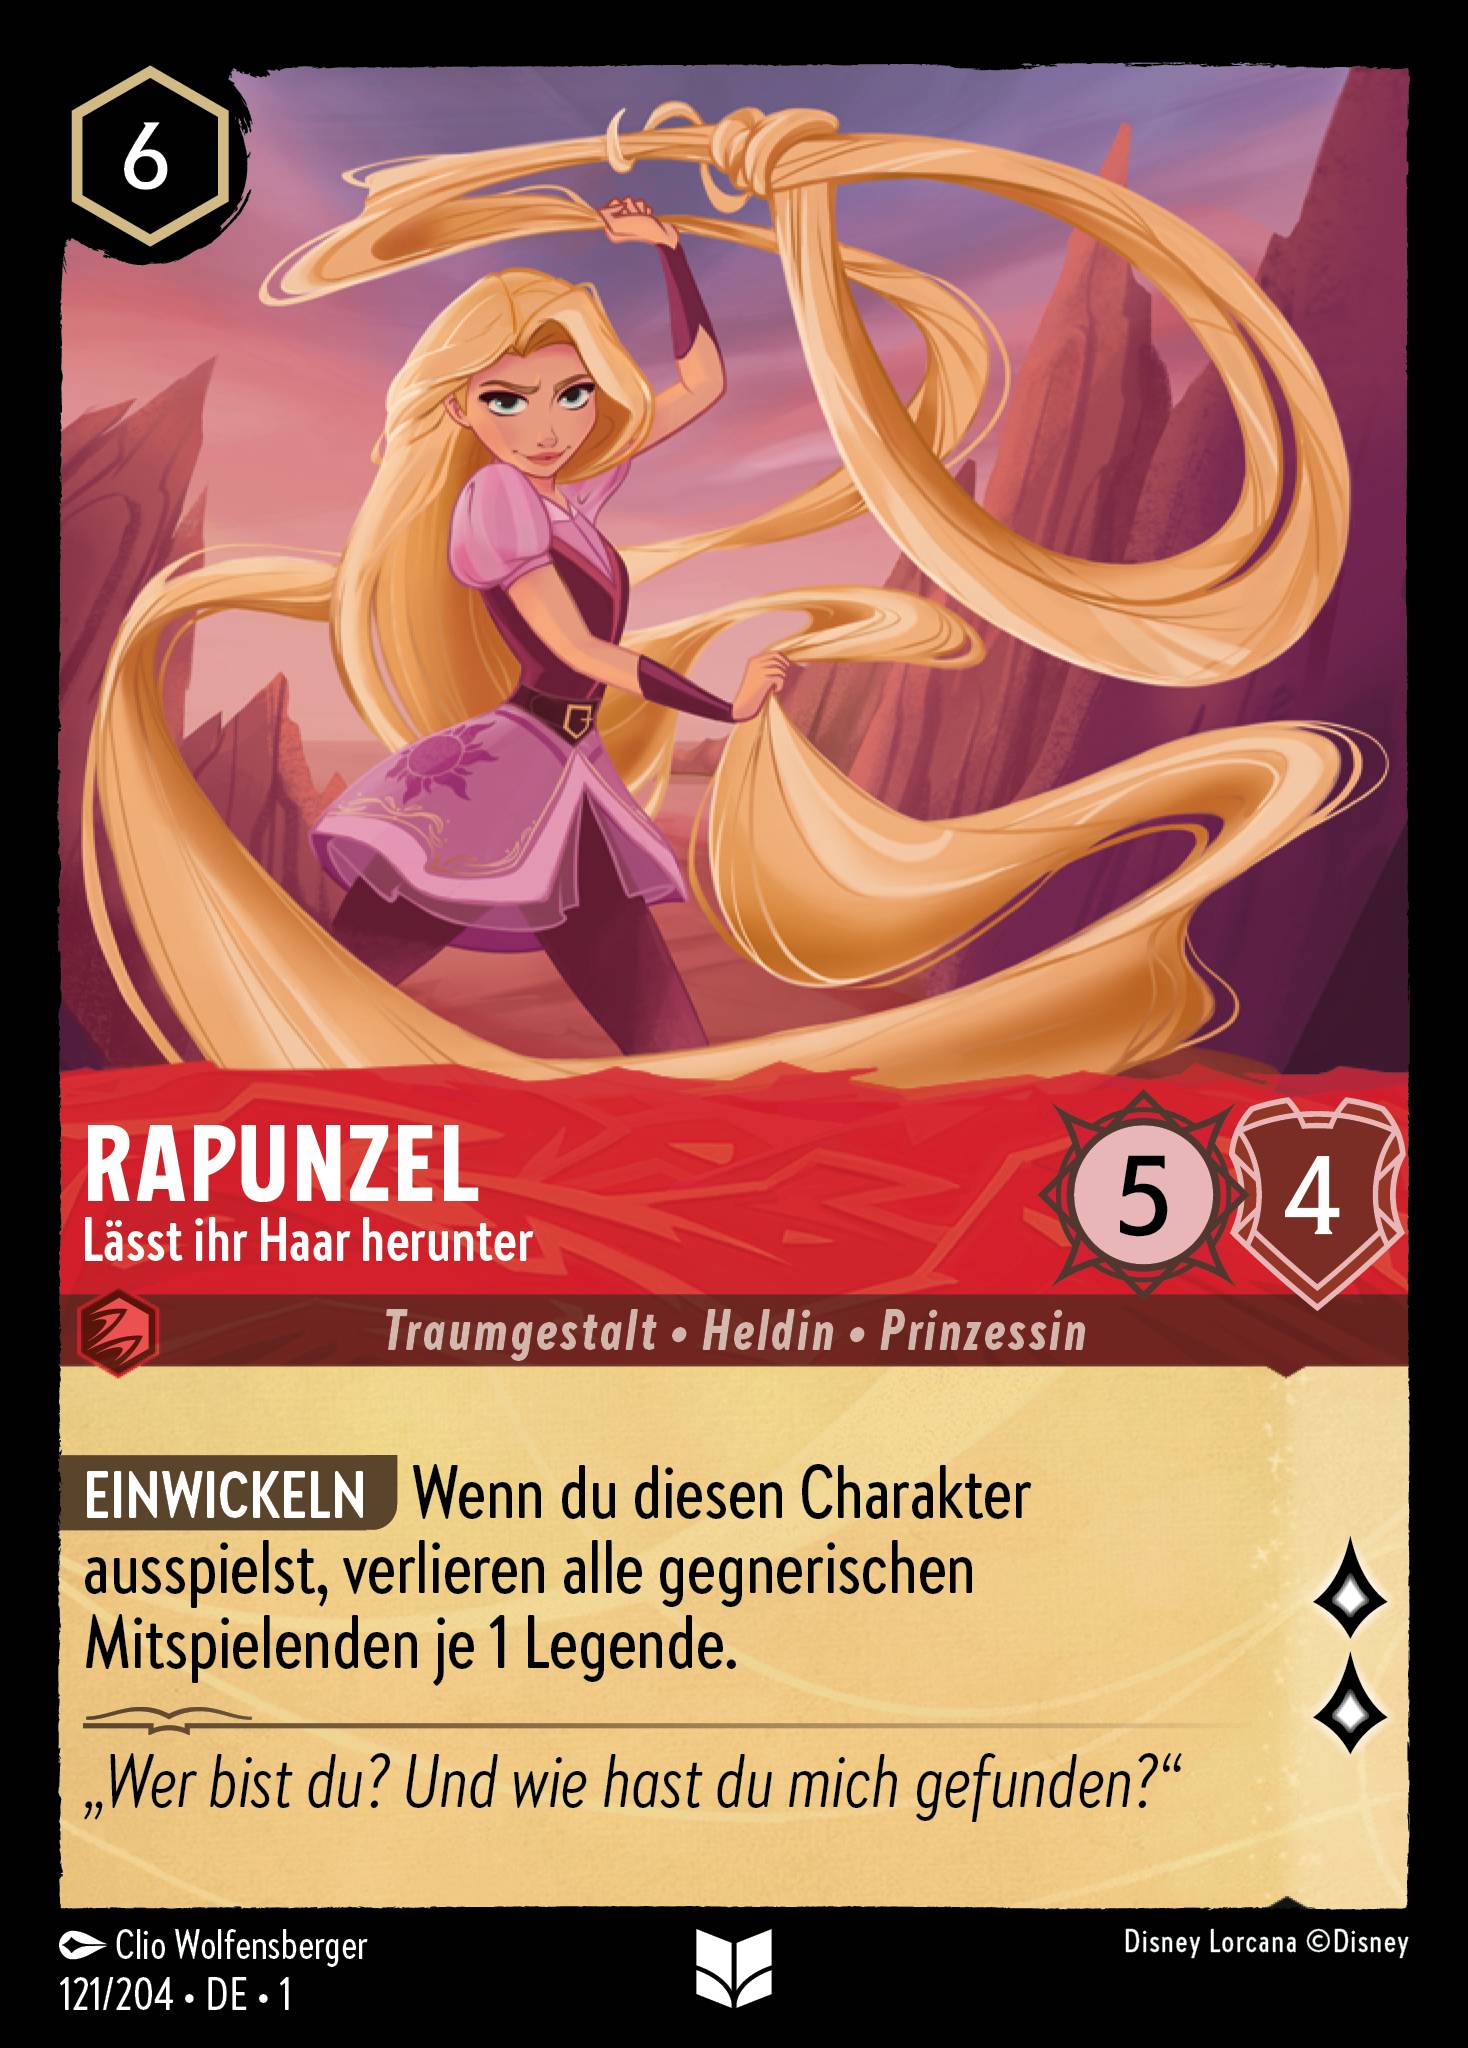 6
RAPUNZEL
Lässt ihr Haar herunter
5
4
Traumgestalt • Heldin • Prinzessin
EINWICKELN Wenn du diesen Charakter
ausspielst, verlieren alle gegnerischen
Mitspielenden je 1 Legende.
„Wer bist du? Und wie hast du mich gefunden?“
Clio Wolfensberger
Disney Lorcana ©Disney
121/204 • DE • 1